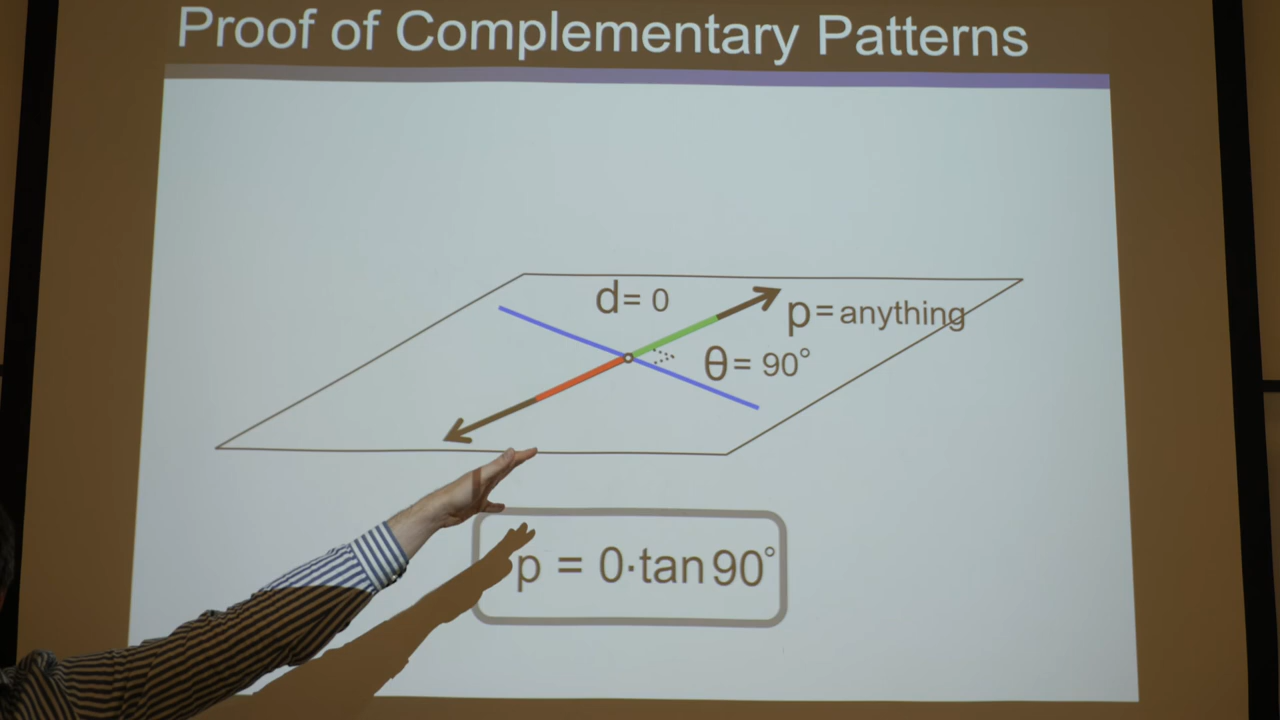 Proof of Complementary Patterns
d= 0
p=anything
θ= 90°
p = 0·tan 90°